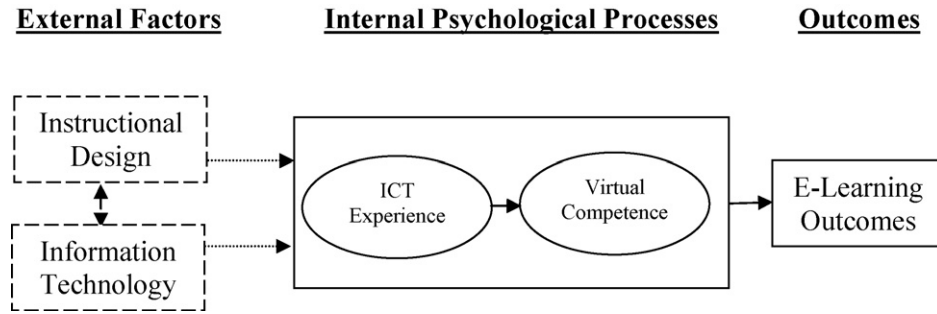 External Factors
Internal Psychological Processes
Outcomes
Instructional
Design
Information
Technology
ICT
Experience
Virtual
Competence
E-Learning
Outcomes